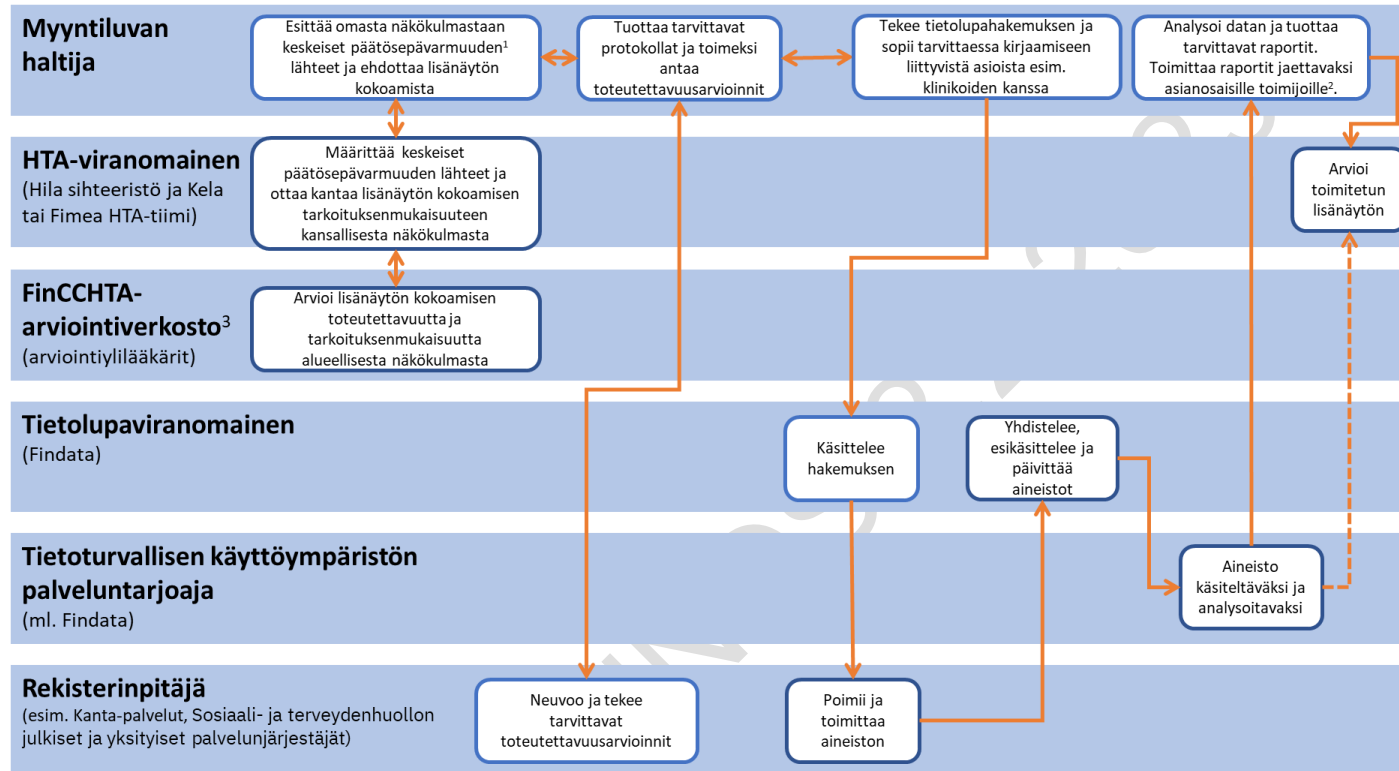 Myyntiluvan
haltija
Esittää omasta näkökulmastaan
keskeiset päätösepävarmuuden¹
lähteet ja ehdottaa lisänäytön
kokoamista
Tuottaa tarvittavat
protokollat ja toimeksi
antaa
toteutettavuusarvioinnit
Tekee tietolupahakemuksen ja
sopii tarvittaessa kirjaamiseen
liittyvistä asioista esim.
klinikoiden kanssa
Analysoi datan ja tuottaa
tarvittavat raportit.
Toimittaa raportit jaettavaksi
asianosaisille toimijoille².
HTA-viranomainen
(Hila sihteeristö ja Kela
tai Fimea HTA-tiimi)
Määrittää keskeiset
päätösepävarmuuden lähteet ja
ottaa kantaa lisänäytön kokoamisen
tarkoituksenmukaisuuteen
kansallisesta näkökulmasta
Arvioi
toimitetun
lisänäytön
FinCCHTA-
arviointiverkosto³
(arviointiylilääkärit)
Arvioi lisänäytön kokoamisen
toteutettavuutta ja
tarkoituksenmukaisuutta
alueellisesta näkökulmasta
Tietolupaviranomainen
(Findata)
Käsittelee
hakemuksen
Yhdistelee,
esikäsittelee ja
päivittää
aineistot
Tietoturvallisen käyttöympäristön
palveluntarjoaja
(ml. Findata)
Aineisto
käsiteltäväksi ja
analysoitavaksi
Rekisterinpitäjä
(esim. Kanta-palvelut, Sosiaali- ja terveydenhuollon
julkiset ja yksityiset palvelunjärjestäjät)
Neuvoo ja tekee
tarvittavat
toteutettavuusarvioinnit
Poimii ja
toimittaa
aineiston